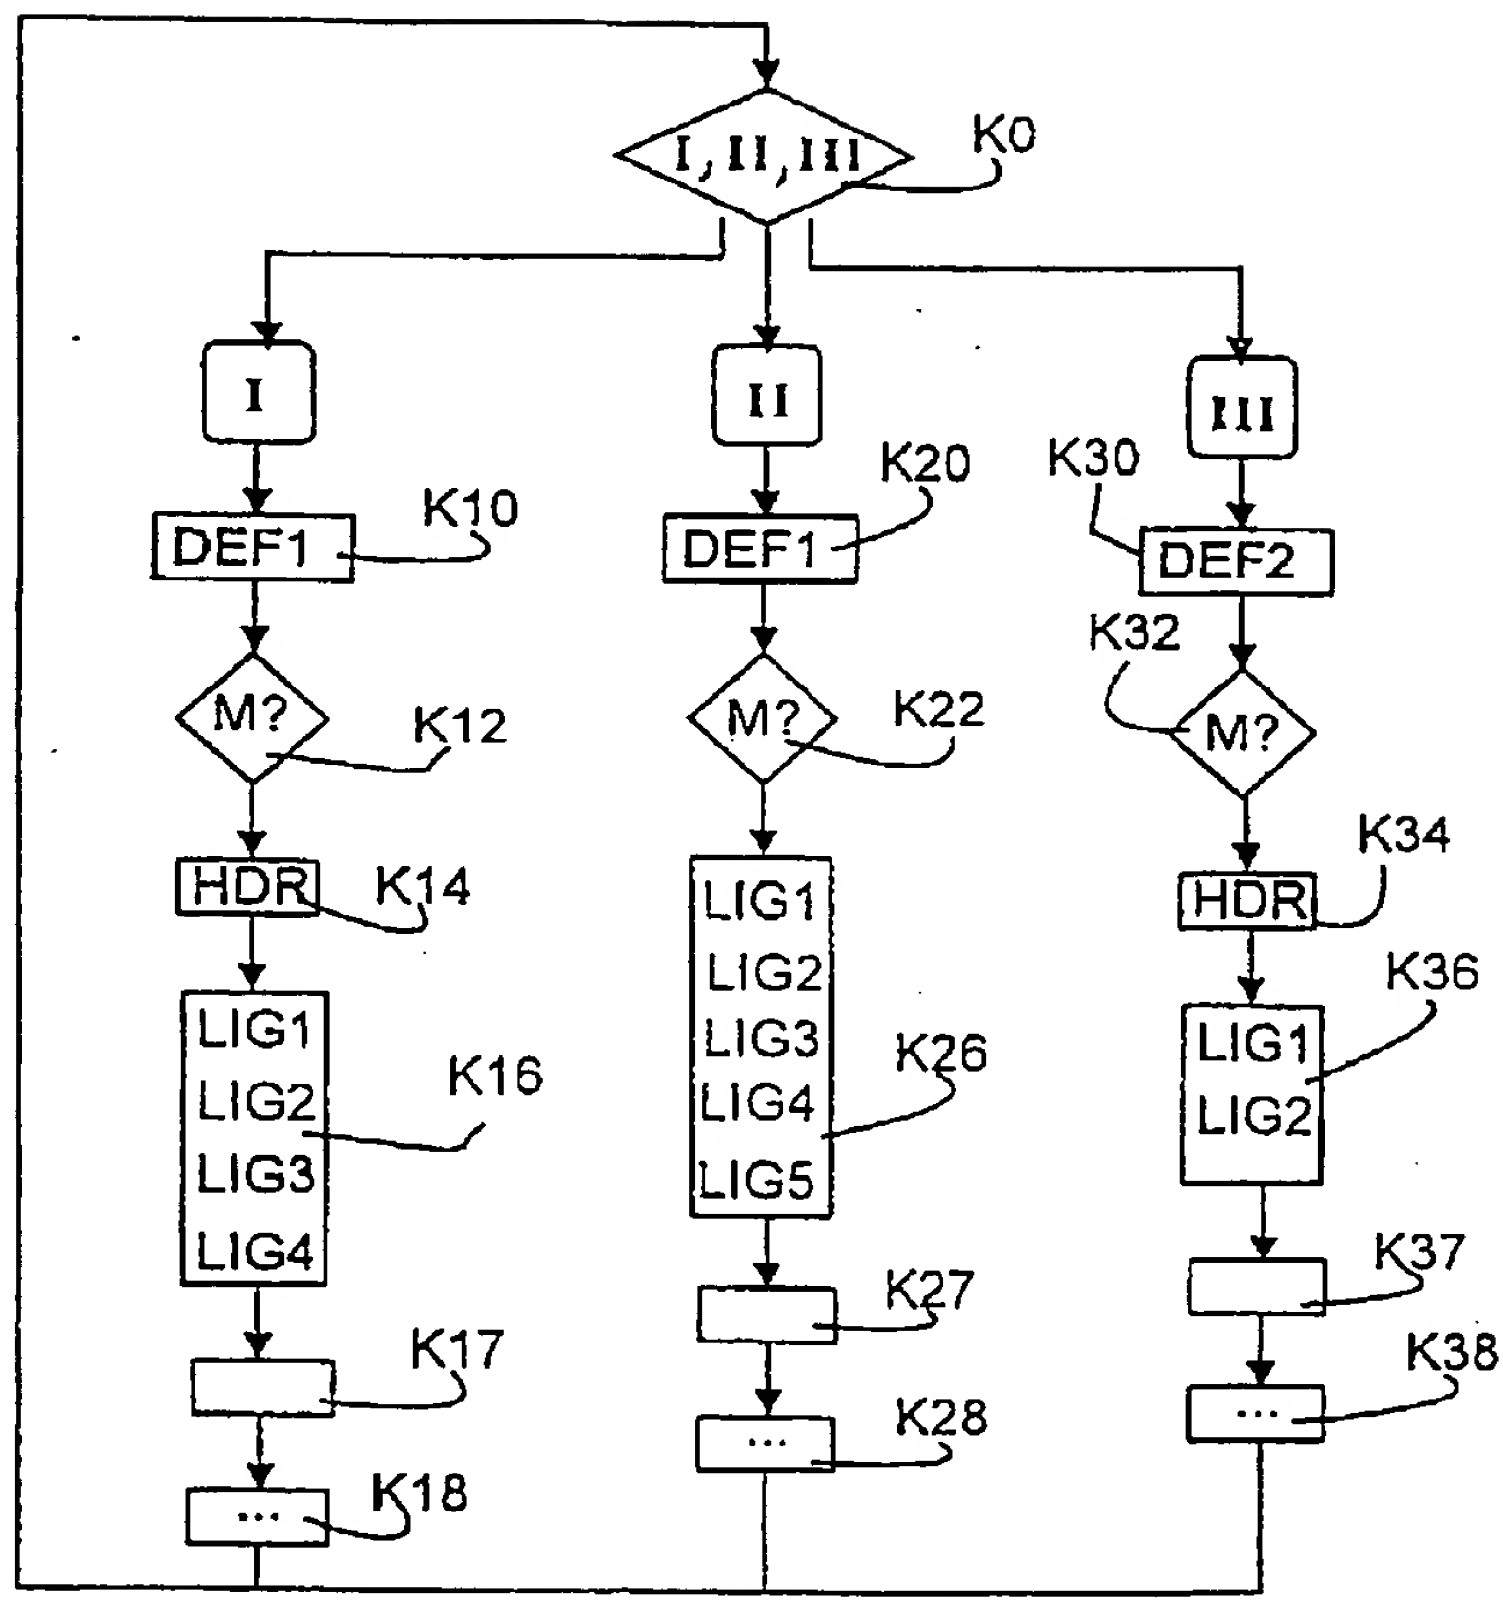 K0
I, II, III
I
II
III
K10
DEF1
M?
K12
HDR
K14
LIG1
LIG2
LIG3
LIG4
K16
K17
K18
...
K20
DEF1
M?
K22
LIG1
LIG2
LIG3
LIG4
LIG5
K26
K27
K28
...
K30
DEF2
K32
M?
K34
HDR
K36
LIG1
LIG2
K37
K38
...